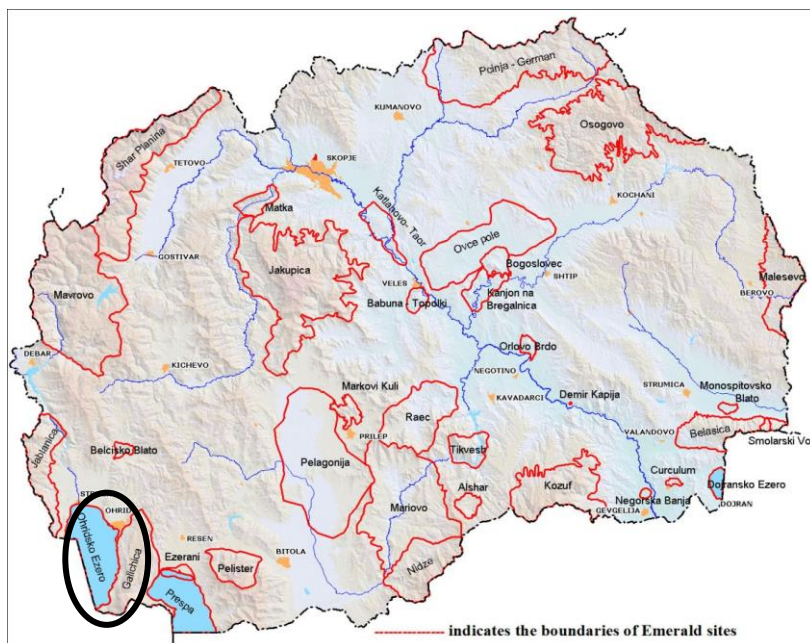 Pcinja - German
KUMANOVO
Osogovo
Shar Planina
SKOPJE
TETOVO
KOCHANI
Matka
Katlanovo- Taor
Ovce pole
GOSTIVAR
Jakupica
Bogoslovec
SHTIP
Malesevo
Mavrovo
VELES
Babuna - Topolki
Kanjon na
Bregalnica
BEROVO
Orlovo Brdo
DEBAR
KICHEVO
NEGOTINO
Markovi Kuli
STRUMICA
Monospitovsko
Blato
Demir Kapija
KAVADARCI
Raec
Jablanica
Belcisko Blato
PRILEP
VALANDOVO
Belasica
Smolarski Vo
Pelagonija
Tikvesh
Curculum
Dojransko Ezero
Alshar
Kozuf
Negorska Banja
OHRID
Mariovo
GEVGELIJA
DOJRAN
Ohridsko Ezero
Galichica
RESEN
Ezerani
Pelister
BITOLA
Nidze
Prespa
indicates the boundaries of Emerald sites